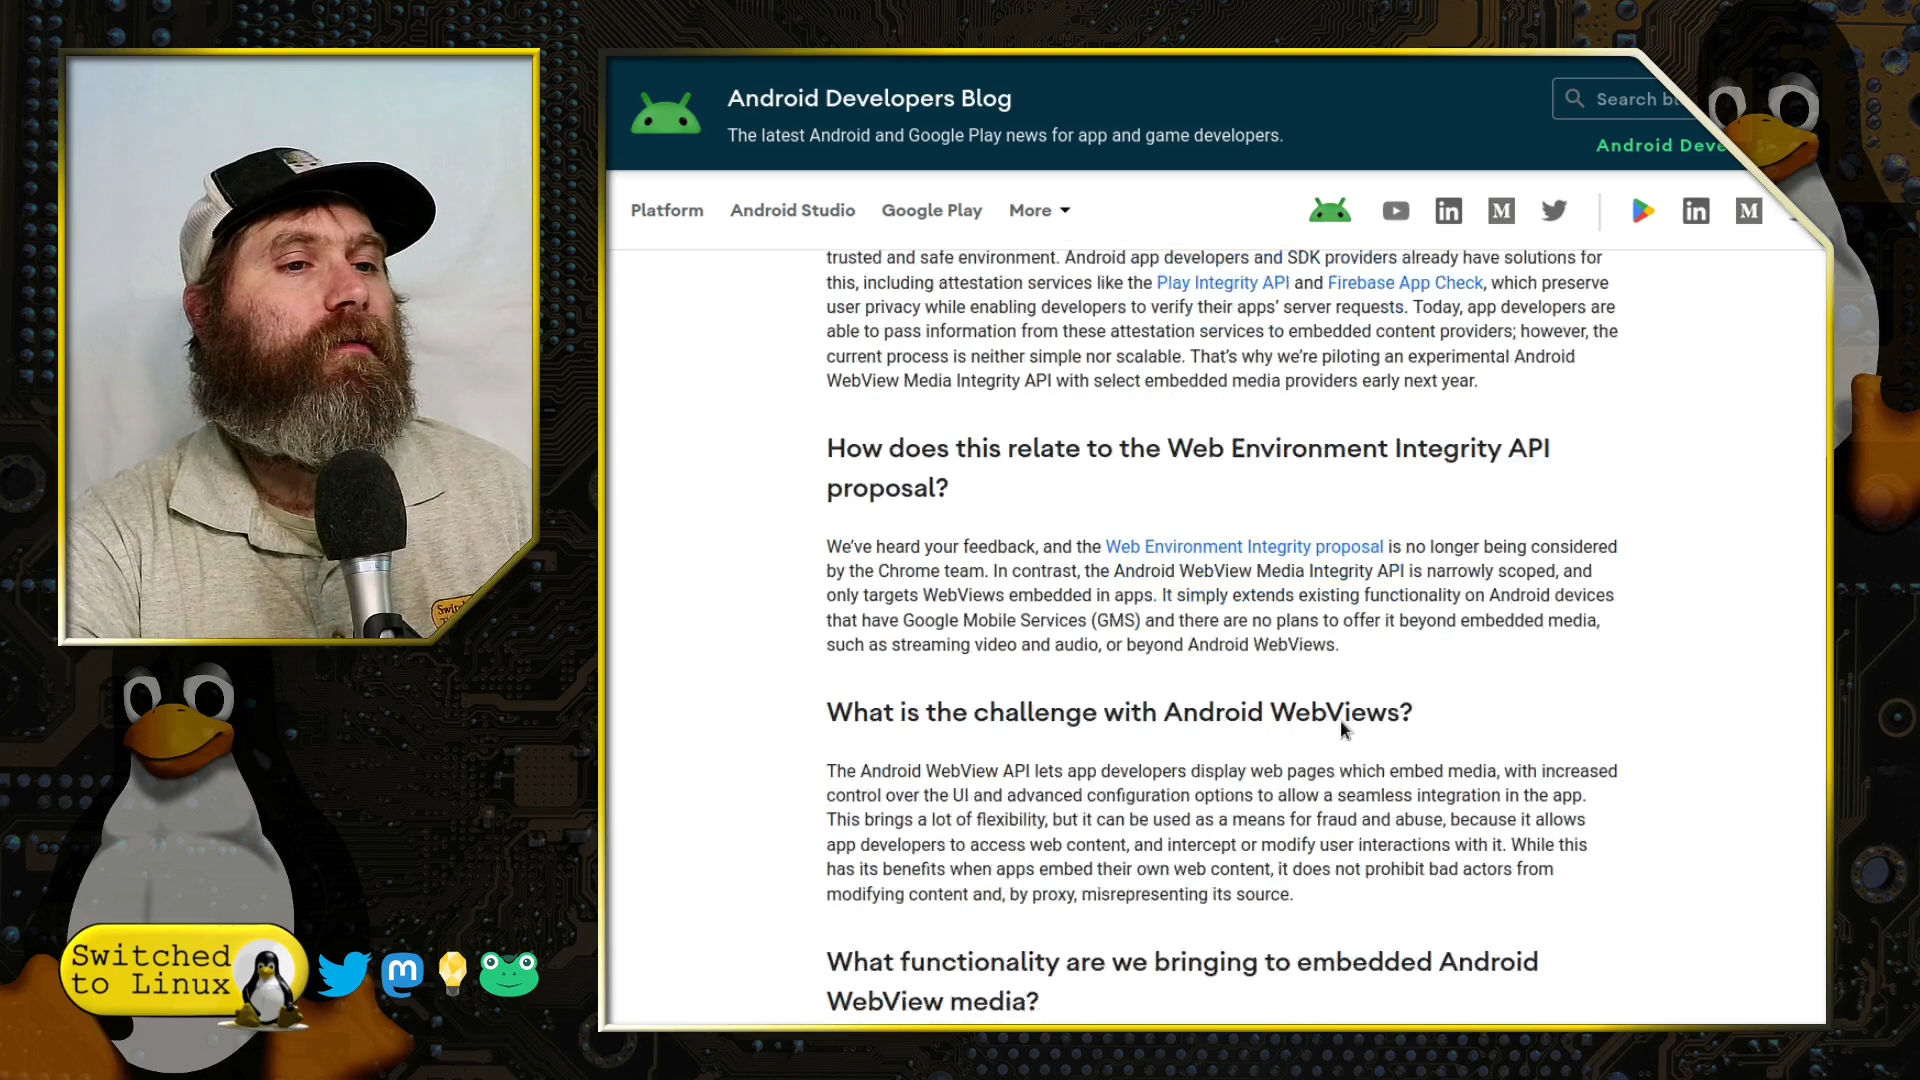 Android Developers Blog
The latest Android and Google Play news for app and game developers.
Search
Android
Platform
Android Studio
Google Play
More
trusted and safe environment. Android app developers and SDK providers already have solutions for
this, including attestation services like the Play Integrity API and Firebase App Check, which preserve
user privacy while enabling developers to verify their apps’ server requests. Today, app developers are
able to pass information from these attestation services to embedded content providers; however, the
current process is neither simple nor scalable. That’s why we’re piloting an experimental Android
WebView Media Integrity API with select embedded media providers early next year.
How does this relate to the Web Environment Integrity API
proposal?
We’ve heard your feedback, and the Web Environment Integrity proposal is no longer being considered
by the Chrome team. In contrast, the Android WebView Media Integrity API is narrowly scoped, and
only targets WebViews embedded in apps. It simply extends existing functionality on Android devices
that have Google Mobile Services (GMS) and there are no plans to offer it beyond embedded media,
such as streaming video and audio, or beyond Android WebViews.
What is the challenge with Android WebViews?
The Android WebView API lets app developers display web pages which embed media, with increased
control over the UI and advanced configuration options to allow a seamless integration in the app.
This brings a lot of flexibility, but it can be used as a means for fraud and abuse, because it allows
app developers to access web content, and intercept or modify user interactions with it. While this
has its benefits when apps embed their own web content, it does not prohibit bad actors from
modifying content and, by proxy, misrepresenting its source.
What functionality are we bringing to embedded Android
WebView media?
Switched
to Linux